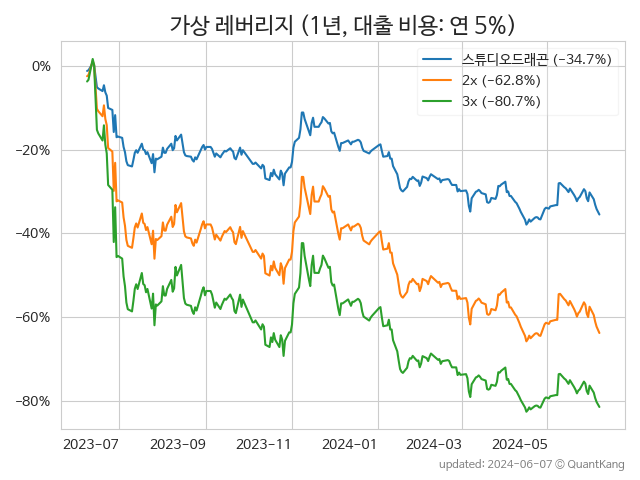 가상 레버리지 (1년, 대출 비용: 연 5%)
스튜디오드래곤 (−34.7%)
2x (−62.8%)
3x (−80.7%)
0%
−20%
−40%
−60%
−80%
2023-07 2023-09 2023-11 2024-01 2024-03 2024-05
updated: 2024-06-07 © QuantKang